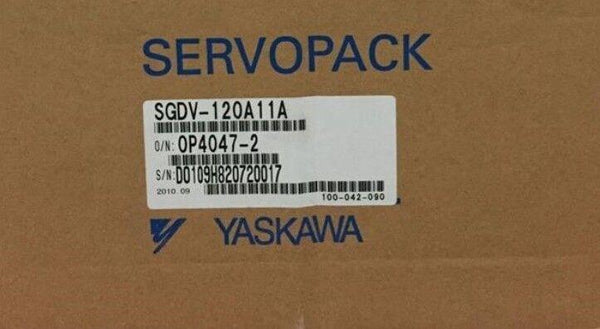 SERVOPACK
SGDV-120A11A
O/N: OP4047-2
S/N: D0109H820720017
2010.09
100-042-090
YASKAWA